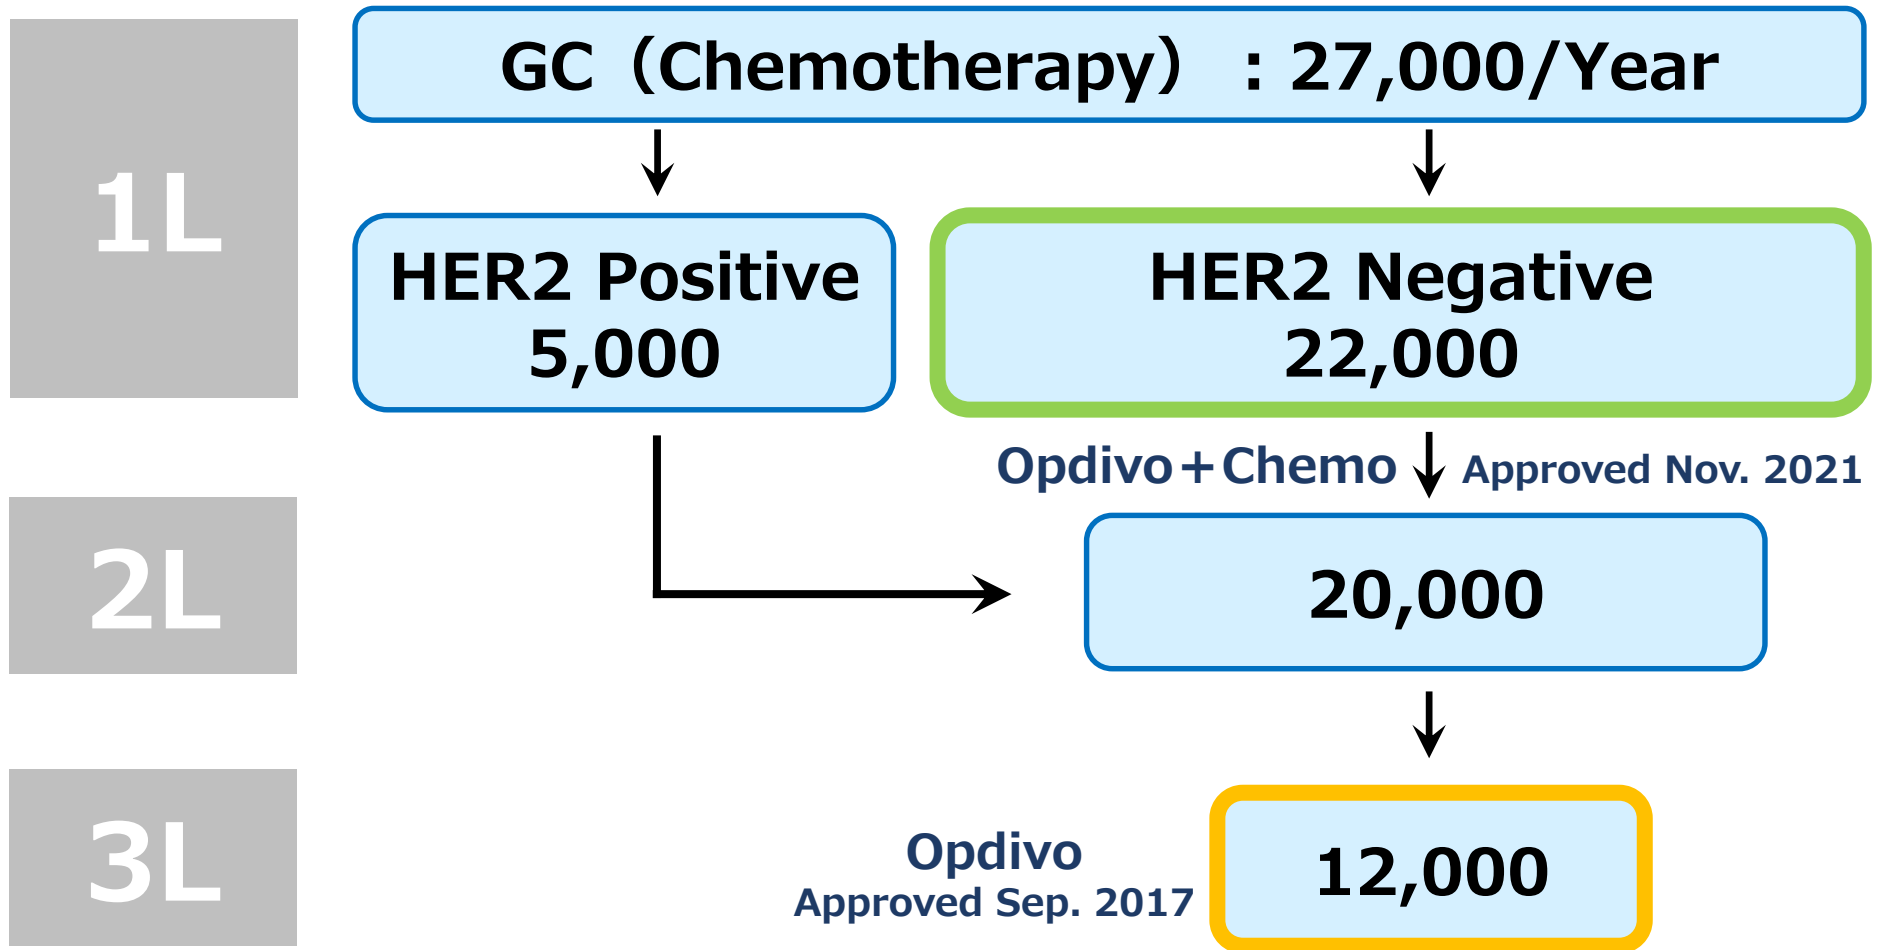 1L
GC（Chemotherapy）：27,000/Year
HER2 Positive
5,000
HER2 Negative
22,000
Opdivo+Chemo
Approved Nov. 2021
2L
20,000
3L
Opdivo
Approved Sep. 2017
12,000